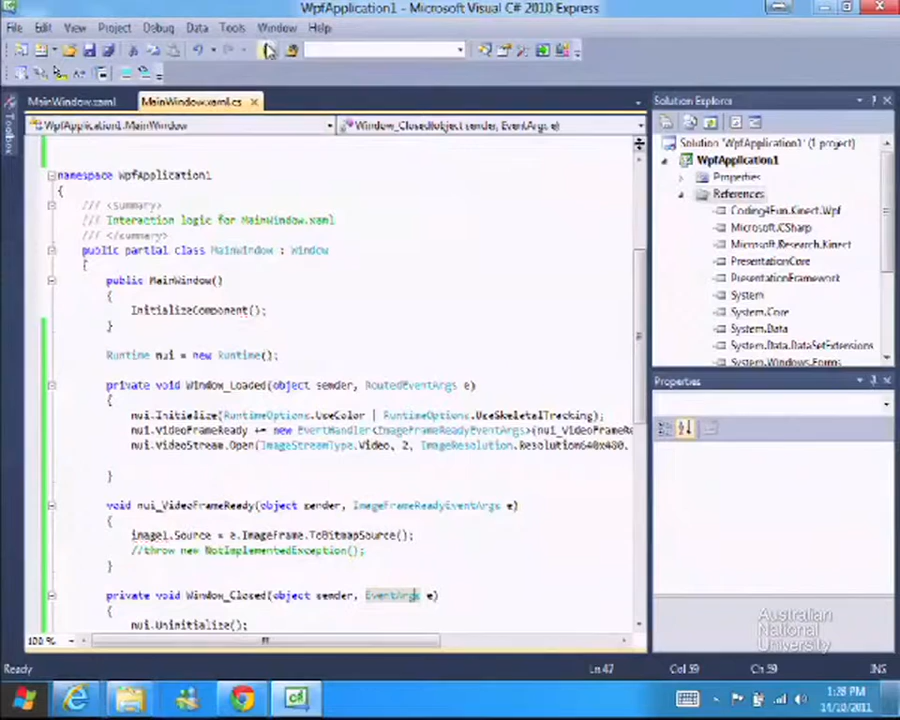 WpfApplication1 - Microsoft Visual C# 2010 Express
File Edit View Project Debug Data Tools Window Help
MainWindow.xaml MainWindow.xaml.cs
WpfApplication1.MainWindow Window_Closed(object sender, EventArgs e)
Toolbox
namespace WpfApplication1
{
/// <summary>
/// Interaction logic for MainWindow.xaml
/// </summary>
public partial class MainWindow : Window
{
public MainWindow()
{
InitializeComponent();
}
Runtime nui = new Runtime();
private void Window_Loaded(object sender, RoutedEventArgs e)
{
nui.Initialize(RuntimeOptions.UseColor | RuntimeOptions.UseSkeletalTracking);
nui.VideoFrameReady += new EventHandler<ImageFrameReadyEventArgs>(nui_VideoFrameRe
nui.VideoStream.Open(ImageStreamType.Video, 2, ImageResolution.Resolution640x480,
}
void nui_VideoFrameReady(object sender, ImageFrameReadyEventArgs e)
{
image1.Source = e.ImageFrame.ToBitmapSource();
//throw new NotImplementedException();
}
private void Window_Closed(object sender, EventArgs e)
{
nui.Uninitialize();
100 %
Solution Explorer
Solution 'WpfApplication1' (1 project)
WpfApplication1
Properties
References
Coding4Fun.Kinect.Wpf
Microsoft.CSharp
Microsoft.Research.Kinect
PresentationCore
PresentationFramework
System
System.Core
System.Data
System.Data.DataSetExtensions
System.Windows.Forms
Properties
Australian
National
University
Ready Ln 47 Col 59 Ch 59 INS
1:28 PM
14/10/2011